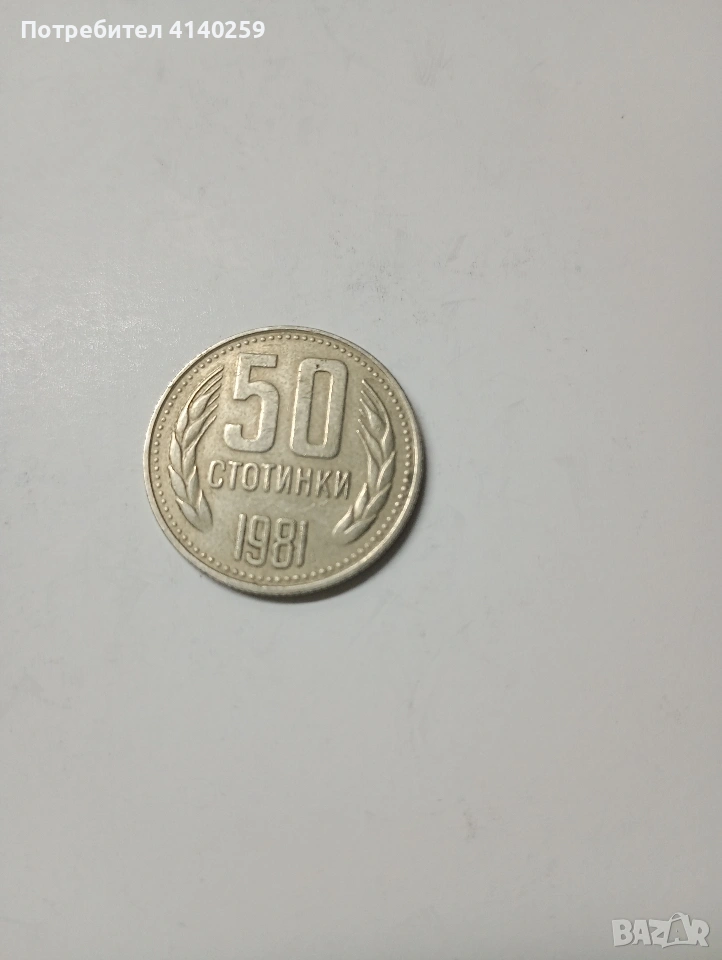 Потребител 4140259
50
СТОТИНКИ
1981
BAZAR